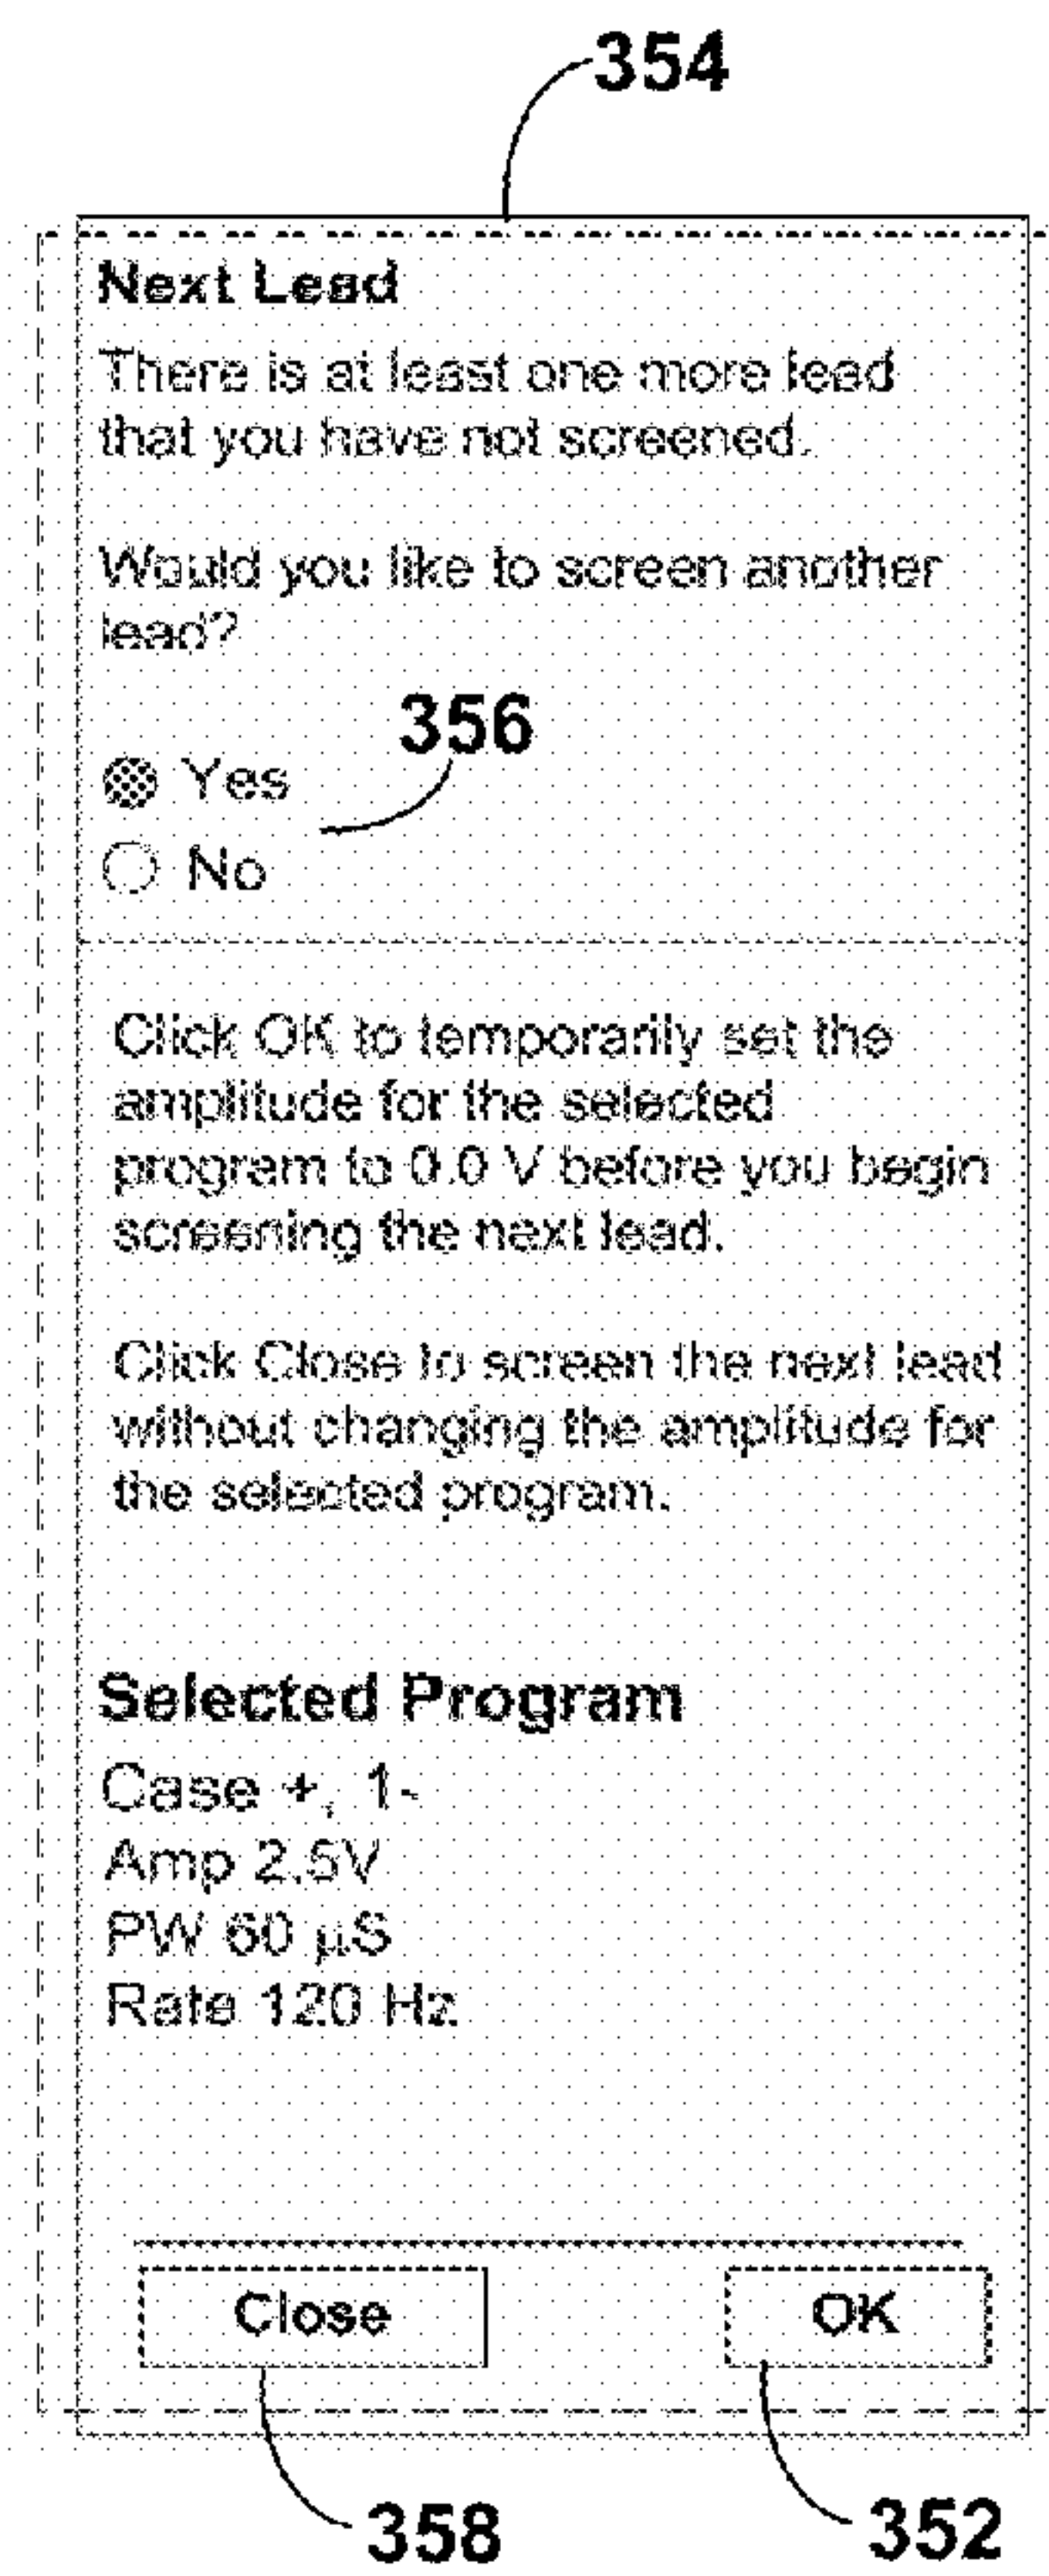 354
Next Lead
There is at least one more lead
that you have not screened.
Would you like to screen another
lead?
356
Yes
No
Click OK to temporarily set the
amplitude for the selected
program to 0.0 V before you begin
screening the next lead.
Click Close to screen the next lead
without changing the amplitude for
the selected program.
Selected Program
Case +, 1-
Amp 2.5V
PW 60 µS
Rate 120 Hz
Close
OK
358
352